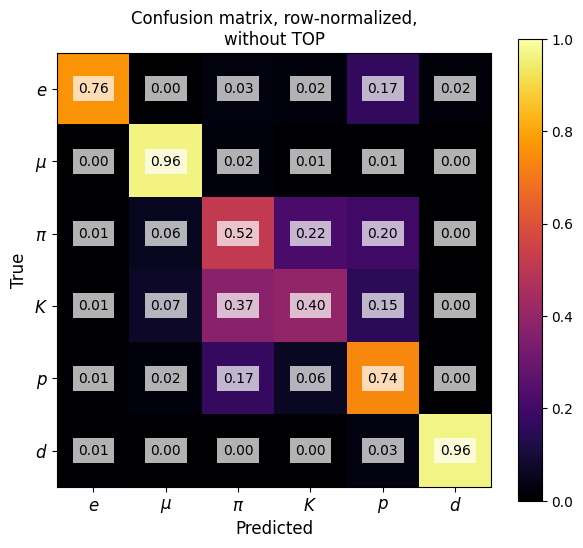 Confusion matrix, row-normalized,
without TOP
True
e 0.76 0.00 0.03 0.02 0.17 0.02
μ 0.00 0.96 0.02 0.01 0.01 0.00
π 0.01 0.06 0.52 0.22 0.20 0.00
K 0.01 0.07 0.37 0.40 0.15 0.00
p 0.01 0.02 0.17 0.06 0.74 0.00
d 0.01 0.00 0.00 0.00 0.03 0.96
e μ π K p d
Predicted
1.0
0.8
0.6
0.4
0.2
0.0